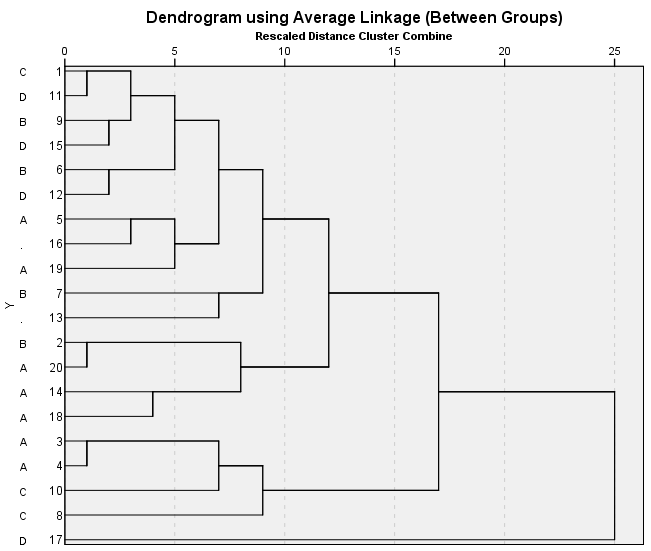 Dendrogram using Average Linkage (Between Groups)
Rescaled Distance Cluster Combine
0 5 10 15 20 25
C 1
D 11
B 9
D 15
B 6
D 12
A 5
. 16
A 19
B 7
Y
. 13
B 2
A 20
A 14
A 18
A 3
A 4
C 10
C 8
D 17